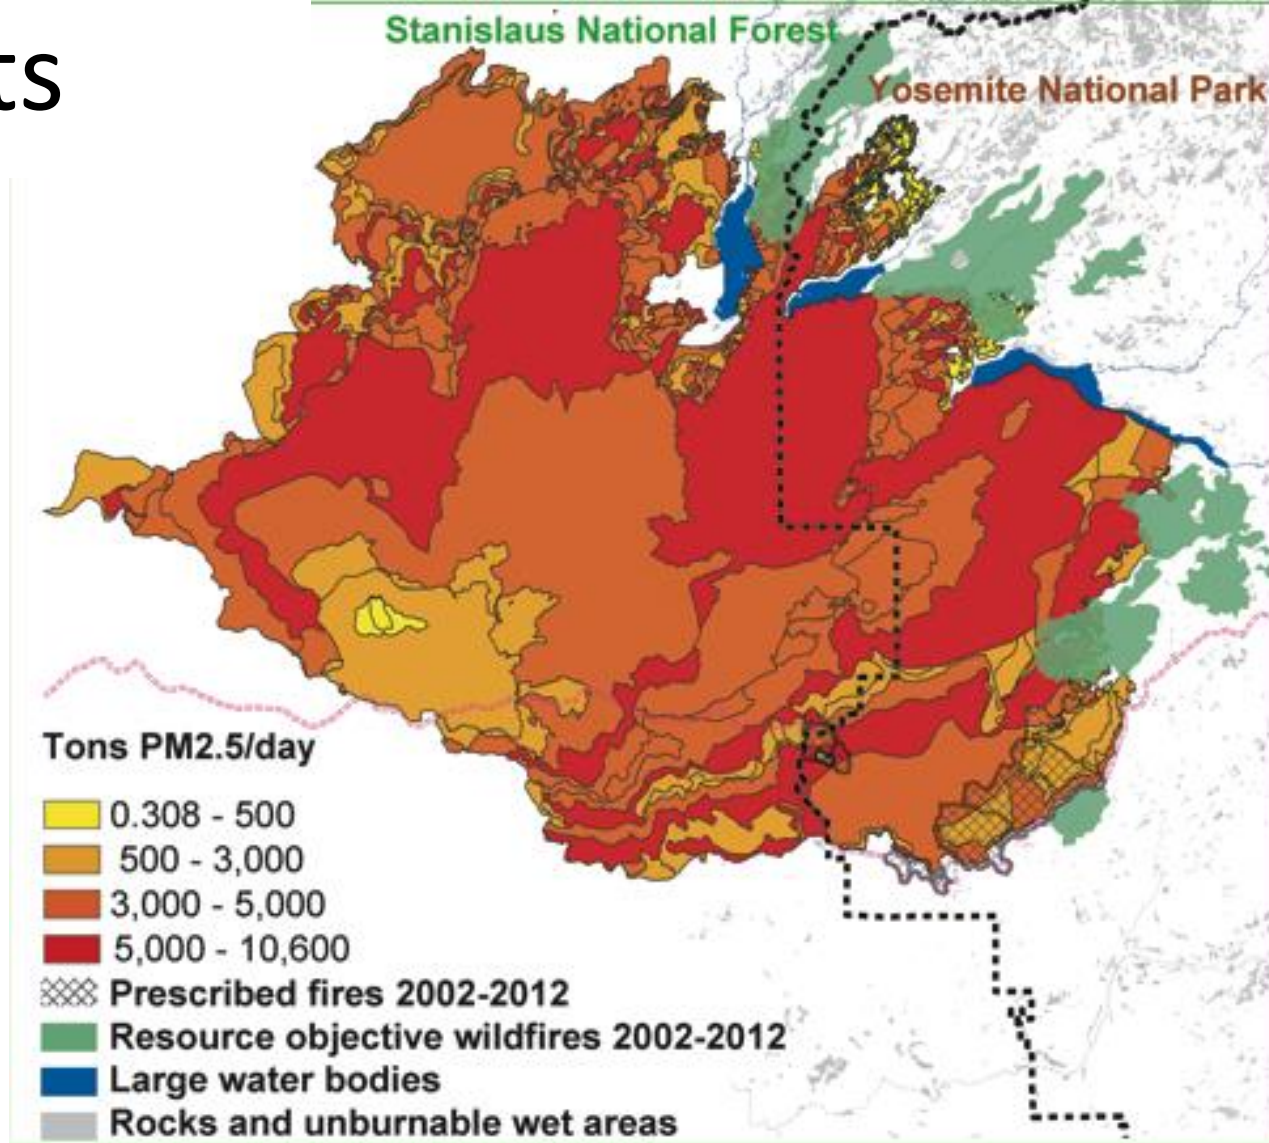 ts
Stanislaus National Forest
Yosemite National Park
Tons PM2.5/day
0.308 - 500
500 - 3,000
3,000 - 5,000
5,000 - 10,600
Prescribed fires 2002-2012
Resource objective wildfires 2002-2012
Large water bodies
Rocks and unburnable wet areas